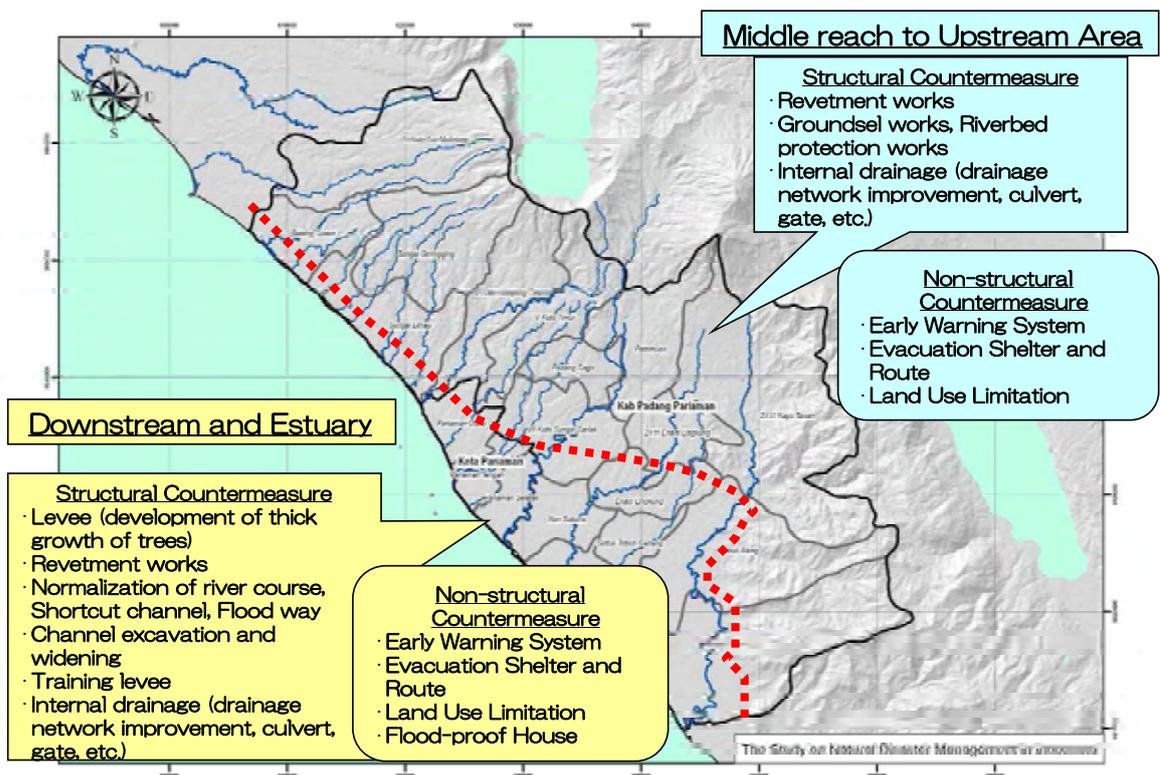 Middle reach to Upstream Area
Structural Countermeasure
· Revetment works
· Groundsel works, Riverbed
protection works
· Internal drainage (drainage
network improvement, culvert,
gate, etc.)
Non-structural
Countermeasure
· Early Warning System
· Evacuation Shelter and
Route
· Land Use Limitation
N
W
S
Kab Padang Pariaman
Kota Pariaman
Downstream and Estuary
Structural Countermeasure
· Levee (development of thick
growth of trees)
· Revetment works
· Normalization of river course,
Shortcut channel, Flood way
· Channel excavation and
widening
· Training levee
· Internal drainage (drainage
network improvement, culvert,
gate, etc.)
Non-structural
Countermeasure
· Early Warning System
· Evacuation Shelter and
Route
· Land Use Limitation
· Flood-proof House
The Study on Natural Disaster Management in Indonesia